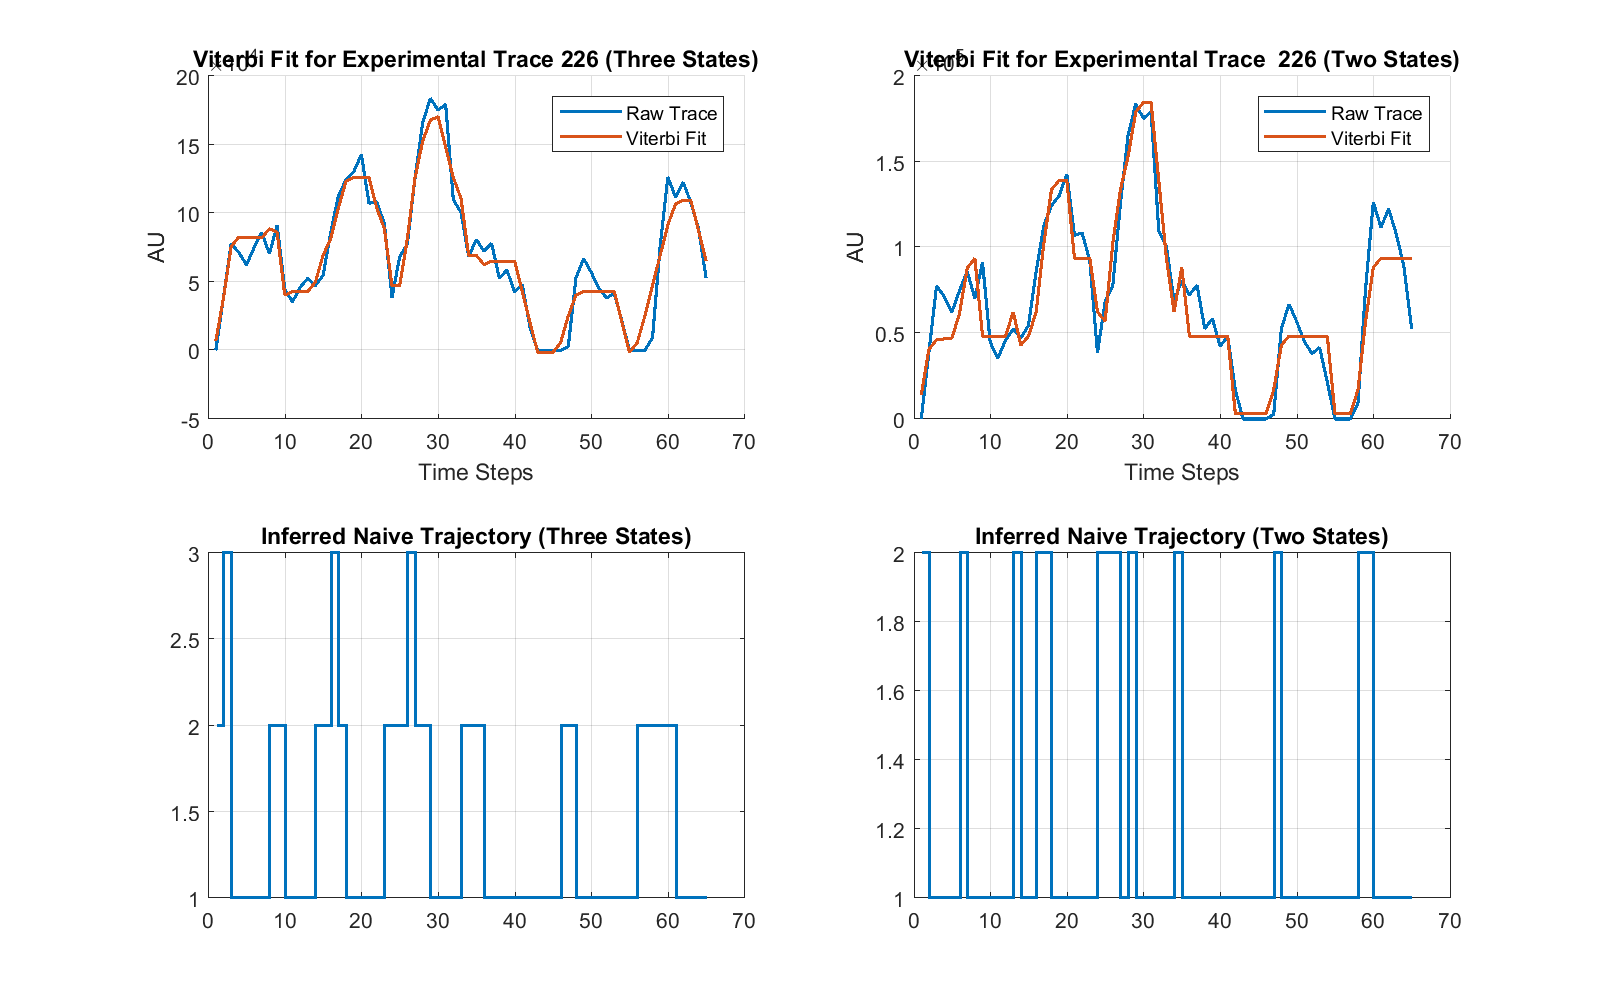 Viterbi Fit for Experimental Trace 226 (Three States)
20
15
10
5
0
-5
AU
Raw Trace
Viterbi Fit
0 10 20 30 40 50 60 70
Time Steps
Viterbi Fit for Experimental Trace 226 (Two States)
2
1.5
1
0.5
0
AU
Raw Trace
Viterbi Fit
0 10 20 30 40 50 60 70
Time Steps
Inferred Naive Trajectory (Three States)
3
2.5
2
1.5
1
0 10 20 30 40 50 60 70
Inferred Naive Trajectory (Two States)
2
1.8
1.6
1.4
1.2
1
0 10 20 30 40 50 60 70